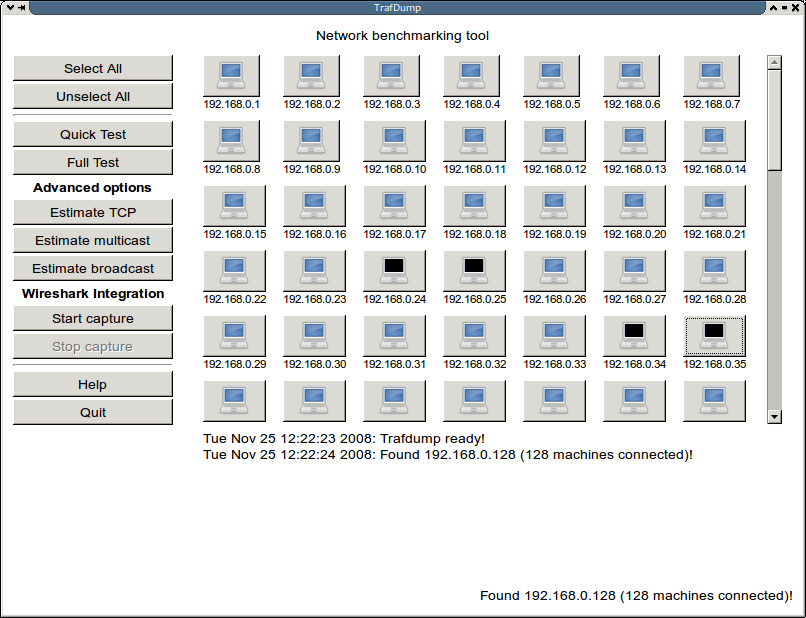 TrafDump
Network benchmarking tool
Select All
Unselect All
Quick Test
Full Test
Advanced options
Estimate TCP
Estimate multicast
Estimate broadcast
Wireshark Integration
Start capture
Stop capture
Help
Quit
192.168.0.1 192.168.0.2 192.168.0.3 192.168.0.4 192.168.0.5 192.168.0.6 192.168.0.7
192.168.0.8 192.168.0.9 192.168.0.10 192.168.0.11 192.168.0.12 192.168.0.13 192.168.0.14
192.168.0.15 192.168.0.16 192.168.0.17 192.168.0.18 192.168.0.19 192.168.0.20 192.168.0.21
192.168.0.22 192.168.0.23 192.168.0.24 192.168.0.25 192.168.0.26 192.168.0.27 192.168.0.28
192.168.0.29 192.168.0.30 192.168.0.31 192.168.0.32 192.168.0.33 192.168.0.34 192.168.0.35
Tue Nov 25 12:22:23 2008: Trafdump ready!
Tue Nov 25 12:22:24 2008: Found 192.168.0.128 (128 machines connected)!
Found 192.168.0.128 (128 machines connected)!